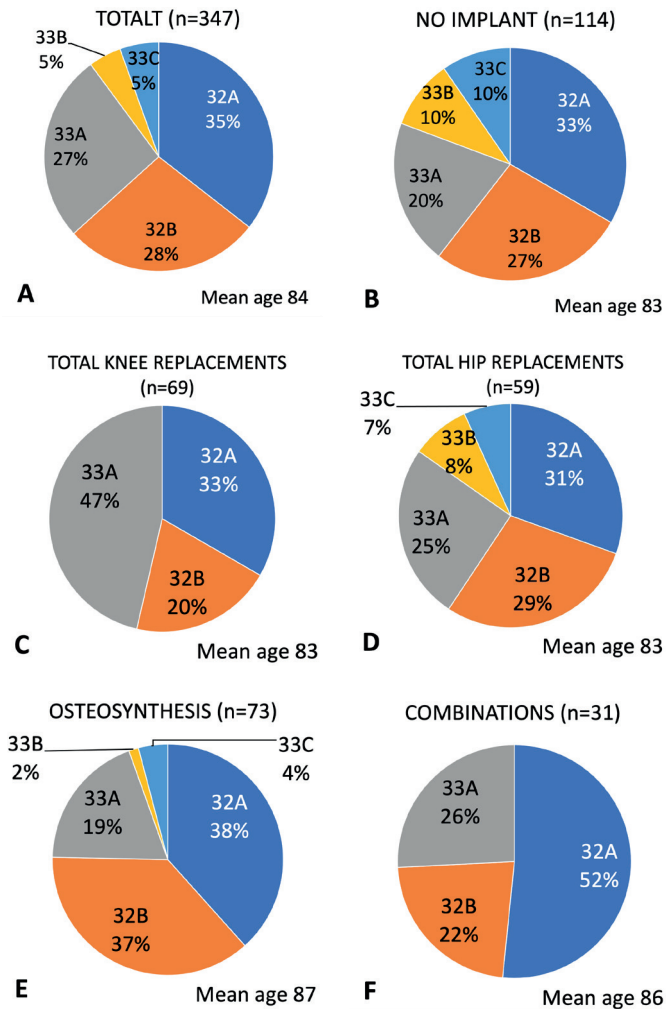 TOTALT (n=347)
33B
5%
33C
5%
32A
35%
33A
27%
32B
28%
A
Mean age 84
NO IMPLANT (n=114)
33C
10%
33B
10%
32A
33%
33A
20%
32B
27%
B
Mean age 83
TOTAL KNEE REPLACEMENTS
(n=69)
32A
33%
33A
47%
32B
20%
C
Mean age 83
TOTAL HIP REPLACEMENTS
(n=59)
33C
7%
33B
8%
32A
31%
33A
25%
32B
29%
D
Mean age 83
OSTEOSYNTHESIS (n=73)
33B
2%
33C
4%
33A
19%
32A
38%
32B
37%
E
Mean age 87
COMBINATIONS (n=31)
33A
26%
32A
52%
32B
22%
F
Mean age 86